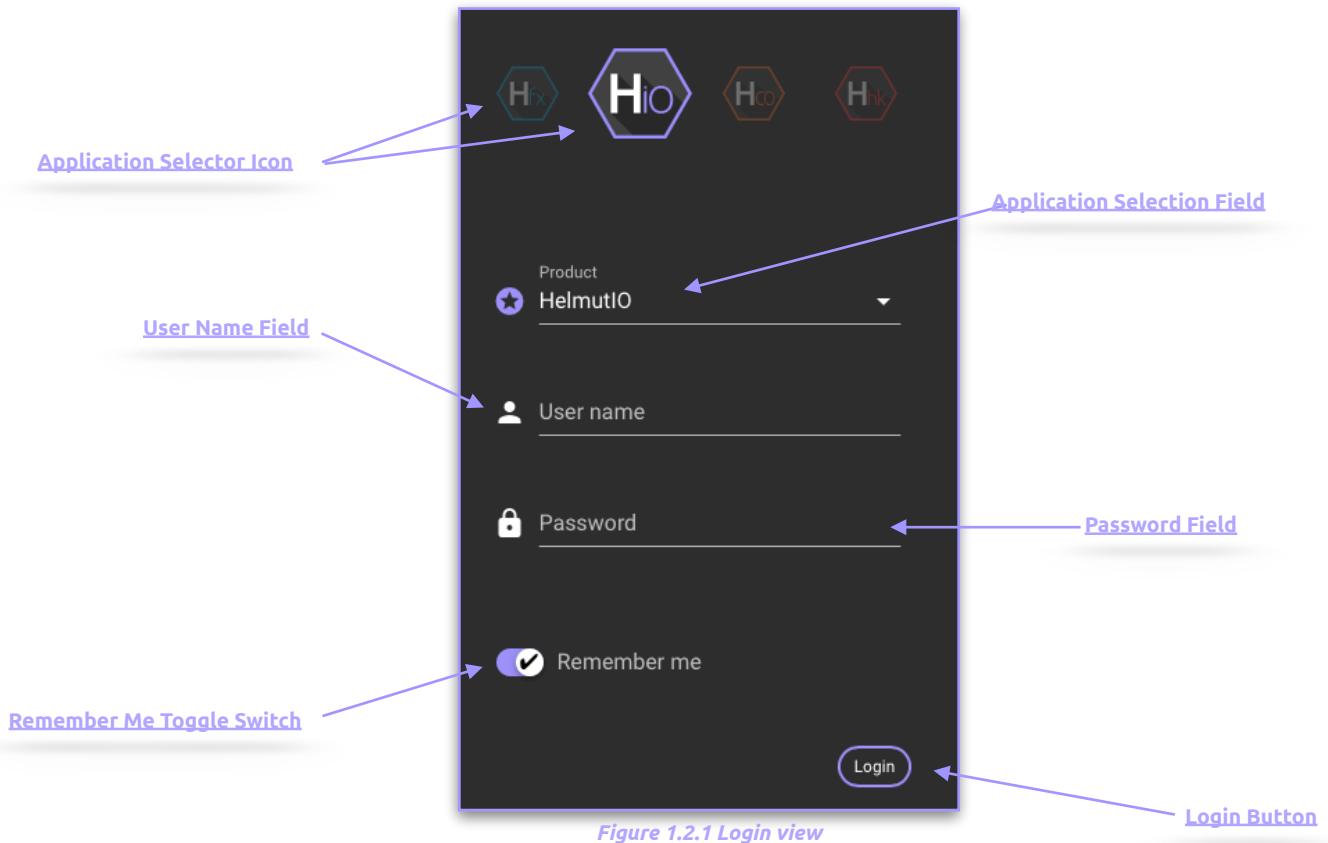 Hfx
HiO
Hco
Hhk
Application Selector Icon
Application Selection Field
Product
HelmutIO
User Name Field
User name
Password
Password Field
Remember me
Remember Me Toggle Switch
Login
Login Button
Figure 1.2.1 Login view